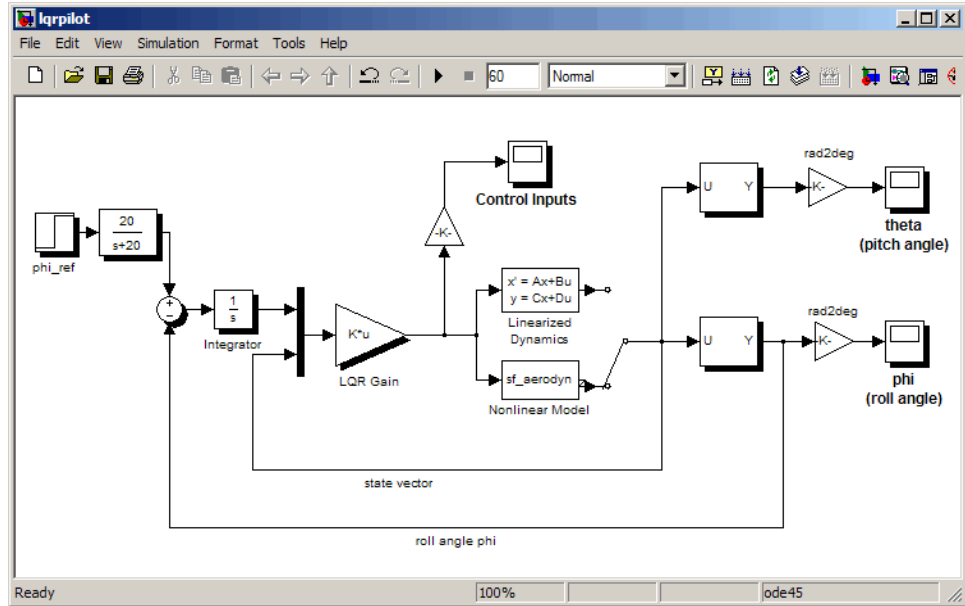 lqrpilot
File Edit View Simulation Format Tools Help
60 Normal
rad2deg
U Y
-K-
Control Inputs
theta
(pitch angle)
20
s+20
phi_ref
-K-
x' = Ax+Bu
y = Cx+Du
Linearized
Dynamics
rad2deg
+
−
1
s
Integrator
K*u
LQR Gain
U Y
-K-
sf_aerodyn
Nonlinear Model
phi
(roll angle)
state vector
roll angle phi
Ready 100% ode45